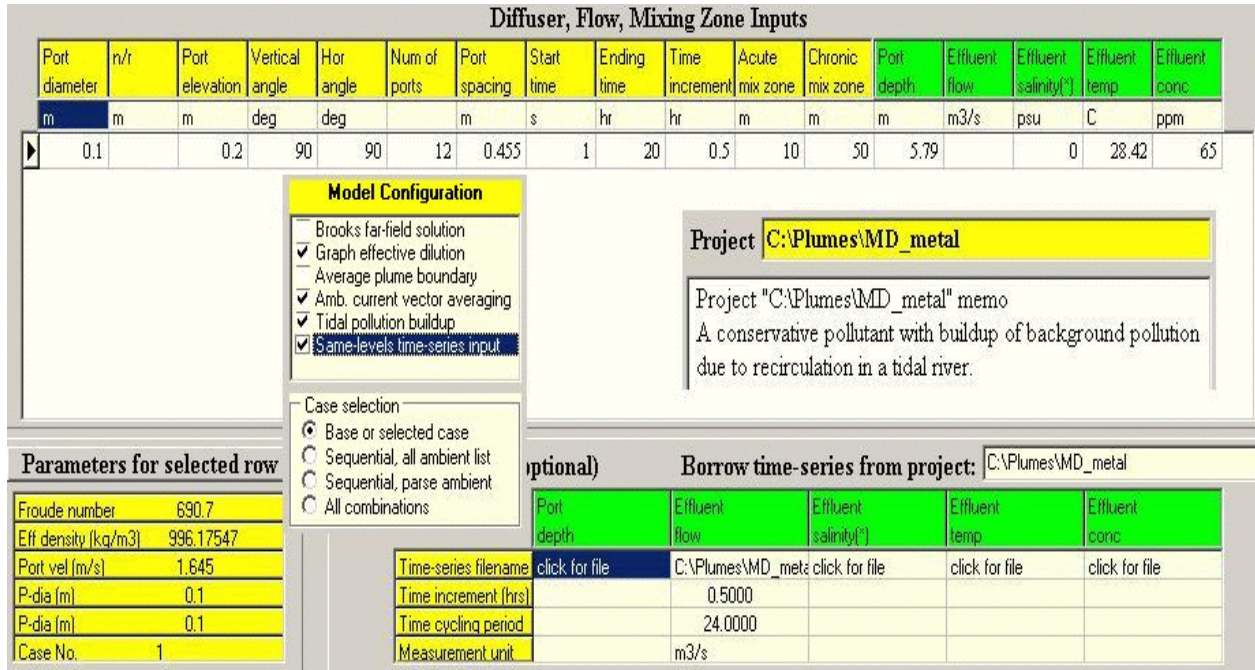 Diffuser, Flow, Mixing Zone Inputs
Port diameter n/r Port elevation Vertical angle Hor angle Num of ports Port spacing Start time Ending time Time increment Acute mix zone Chronic mix zone Port depth Effluent flow Effluent salinity(*) Effluent temp Effluent conc
m m m deg deg m s hr hr m m m m3/s psu C ppm
0.1 0.2 90 90 12 0.455 1 20 0.5 10 50 5.79 0 28.42 65
Model Configuration
Brooks far-field solution
Graph effective dilution
Average plume boundary
Amb. current vector averaging
Tidal pollution buildup
Same-levels time-series input
Project C:\Plumes\MD_metal
Project "C:\Plumes\MD_metal" memo
A conservative pollutant with buildup of background pollution
due to recirculation in a tidal river.
Case selection
Base or selected case
Sequential, all ambient list
Sequential, parse ambient
All combinations
Parameters for selected row
Froude number 690.7
Eff density (kg/m3) 996.17547
Port vel (m/s) 1.645
P-dia (m) 0.1
P-dia (m) 0.1
Case No. 1
optional)
Borrow time-series from project: C:\Plumes\MD_metal
Port depth Effluent flow Effluent salinity(*) Effluent temp Effluent conc
Time-series filename click for file C:\Plumes\MD_meta click for file click for file click for file
Time increment (hrs) 0.5000
Time cycling period 24.0000
Measurement unit m3/s